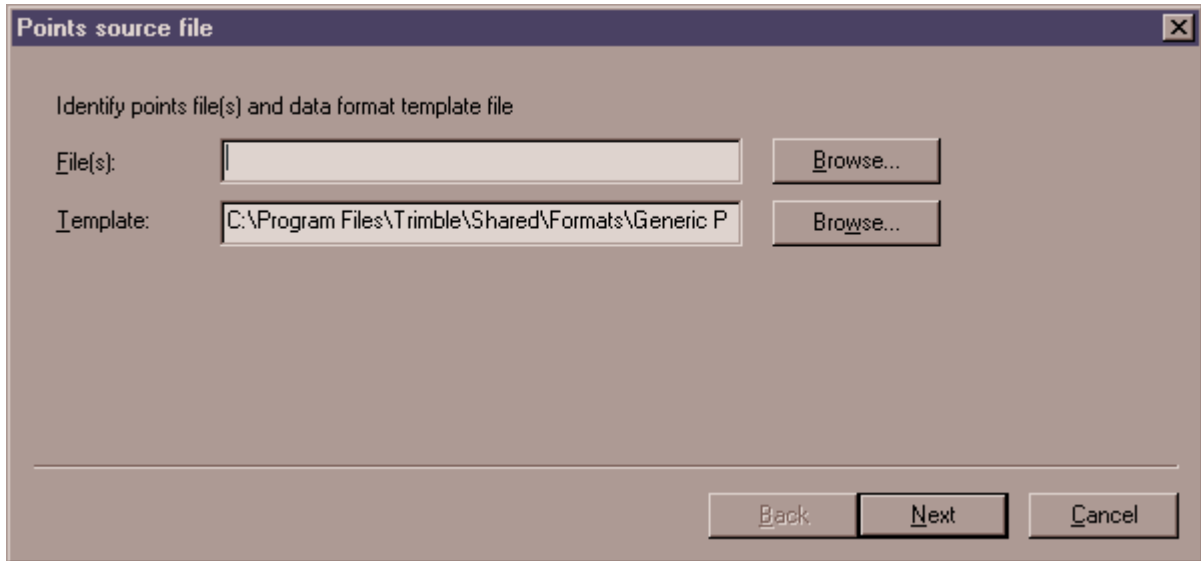 Points source file
Identify points file(s) and data format template file
File(s):
Browse...
Template:
C:\Program Files\Trimble\Shared\Formats\Generic P
Browse...
Back
Next
Cancel